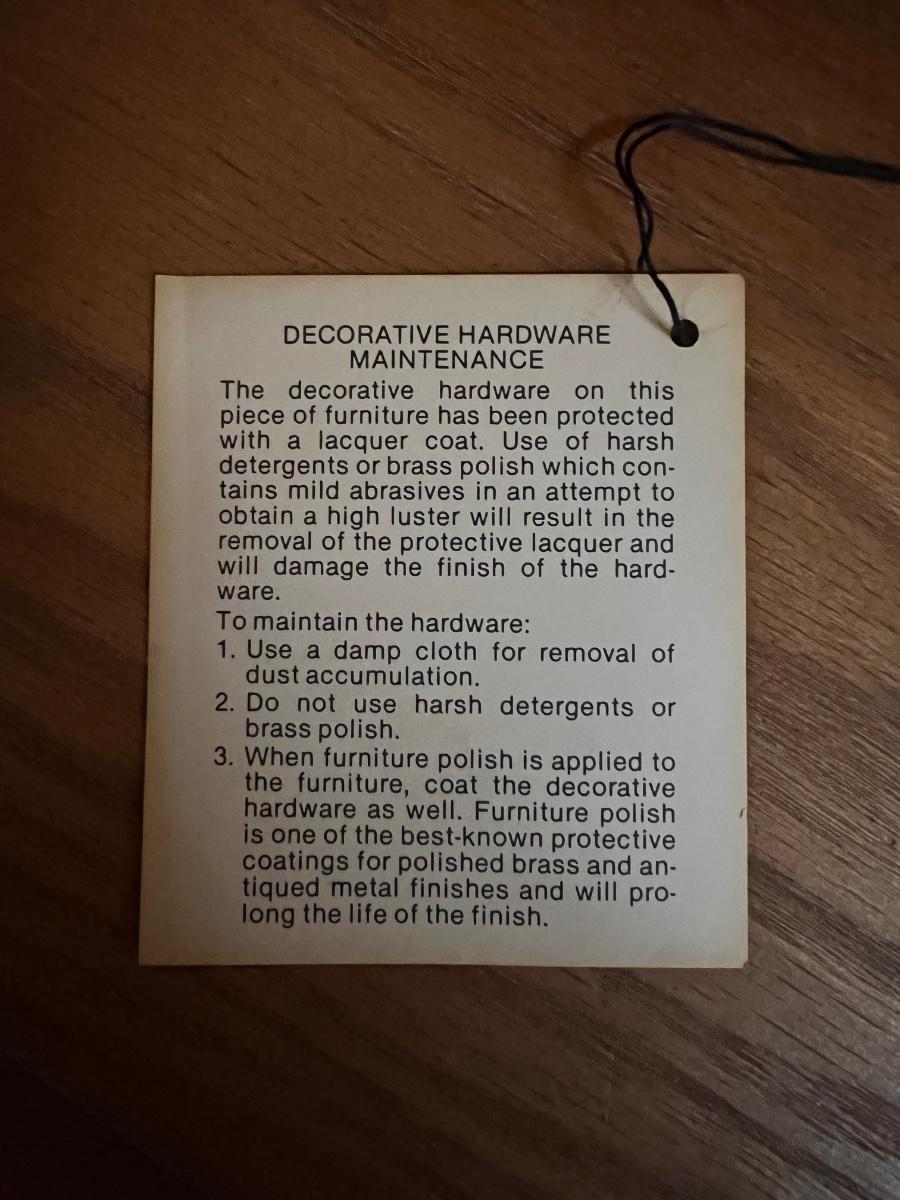 DECORATIVE HARDWARE
MAINTENANCE
The decorative hardware on this
piece of furniture has been protected
with a lacquer coat. Use of harsh
detergents or brass polish which con-
tains mild abrasives in an attempt to
obtain a high luster will result in the
removal of the protective lacquer and
will damage the finish of the hard-
ware.
To maintain the hardware:
1. Use a damp cloth for removal of
dust accumulation.
2. Do not use harsh detergents or
brass polish.
3. When furniture polish is applied to
the furniture, coat the decorative
hardware as well. Furniture polish
is one of the best-known protective
coatings for polished brass and an-
tiqued metal finishes and will pro-
long the life of the finish.